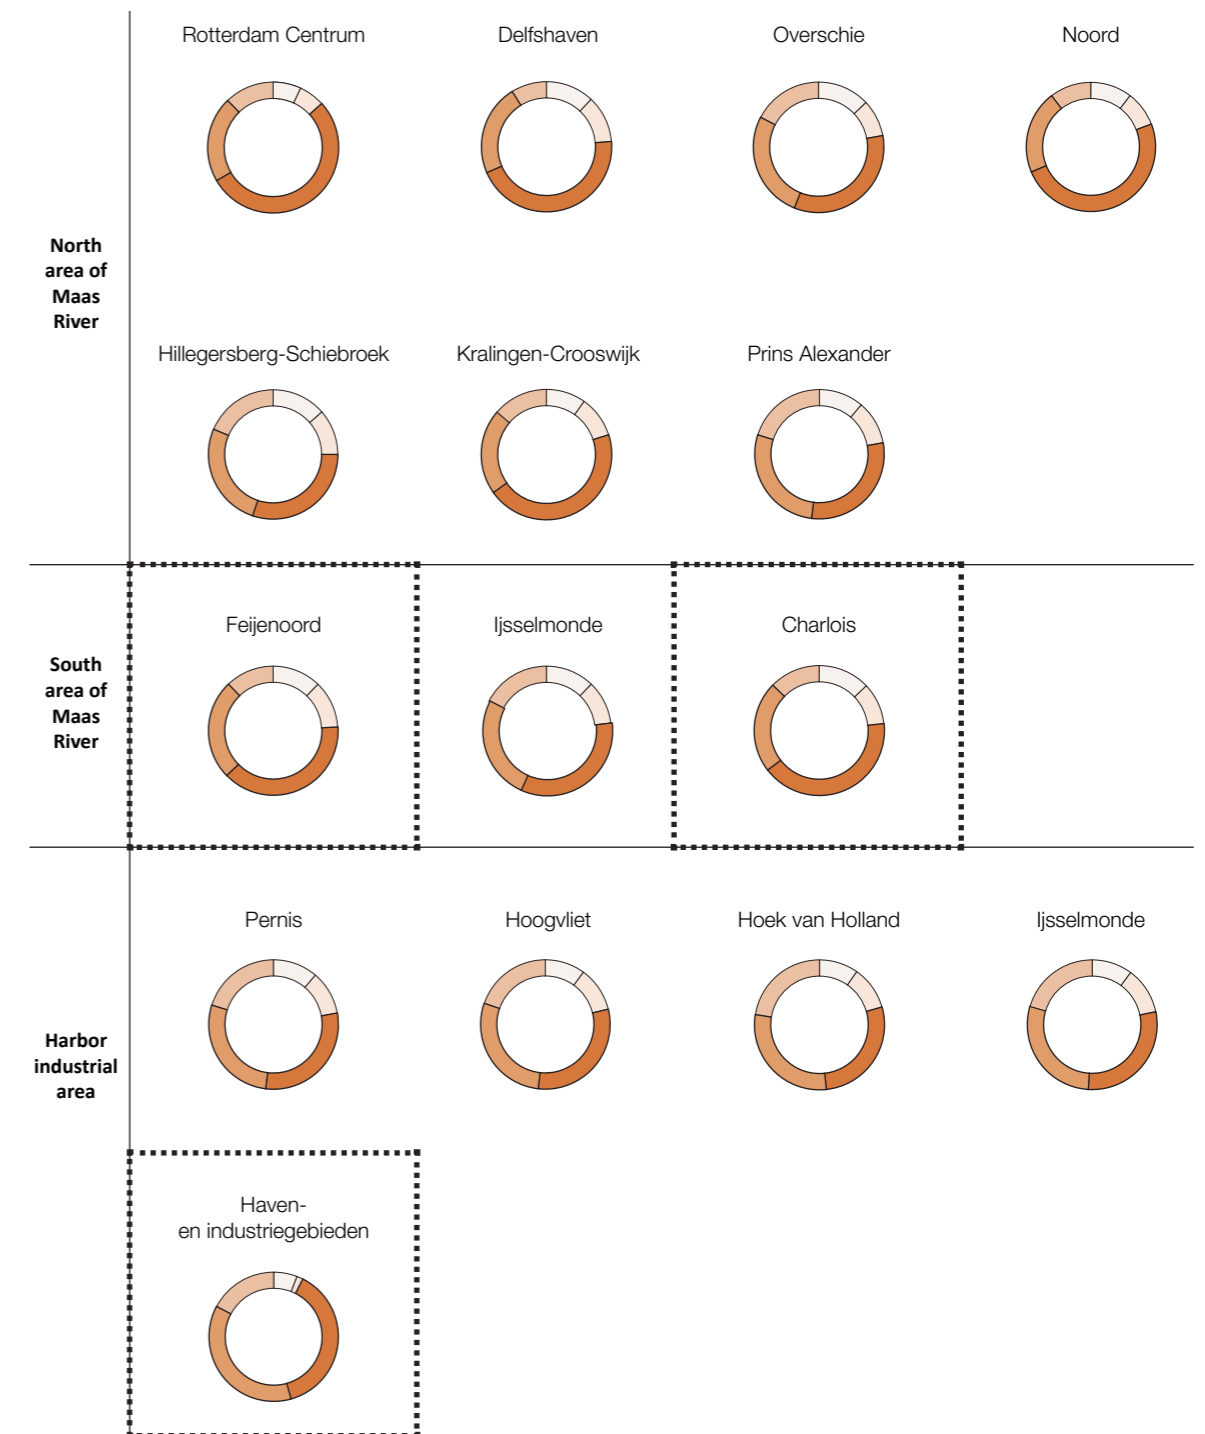 Rotterdam Centrum
Delfshaven
Overschie
Noord
North
area of
Maas
River
Hillegersberg-Schiebroek
Kralingen-Crooswijk
Prins Alexander
South
area of
Maas
River
Feijenoord
Ijsselmonde
Charlois
Harbor
industrial
area
Pernis
Hoogvliet
Hoek van Holland
Ijsselmonde
Haven-
en industriegebieden